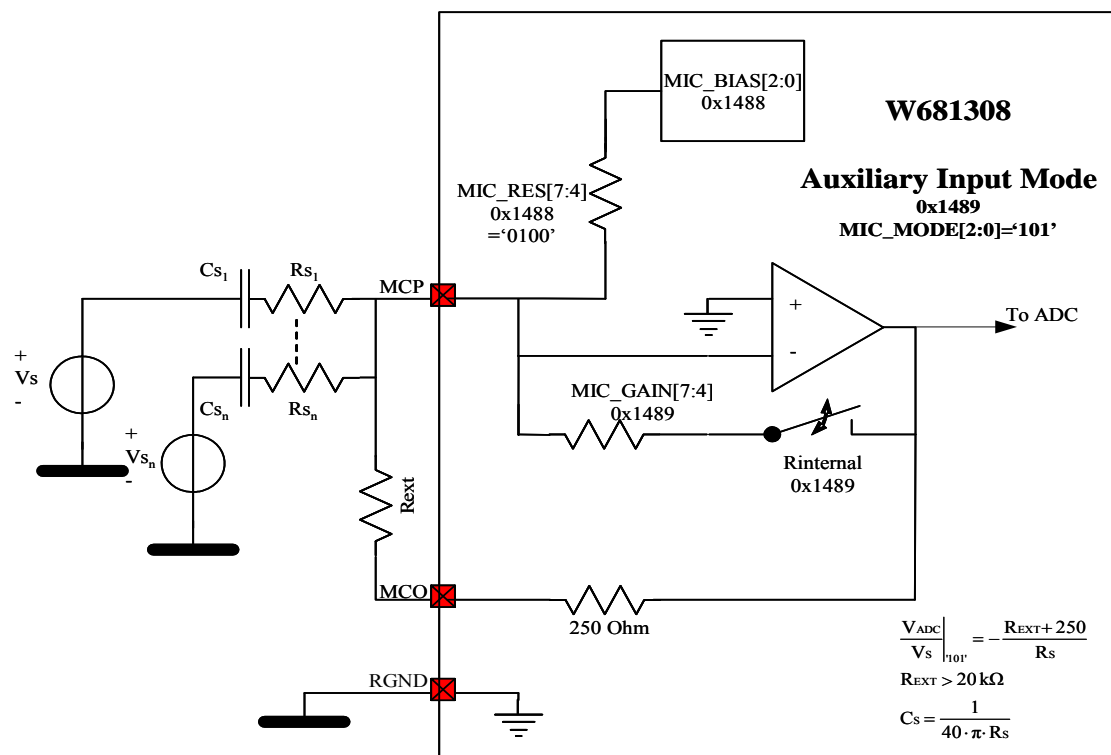 MIC_BIAS[2:0]
0x1488
W681308
Auxiliary Input Mode
0x1489
MIC_MODE[2:0]=‘101’
MIC_RES[7:4]
0x1488
=‘0100’
Cs1
Rs1
MCP
+
To ADC
-
+
Vs
-
Csn
Rsn
MIC_GAIN[7:4]
0x1489
+
Vsn
-
Rinternal
0x1489
Rext
MCO
250 Ohm
VADC/Vs|'101' = -(REXT+250)/Rs
REXT > 20 kΩ
Cs = 1/(40·π·Rs)
RGND